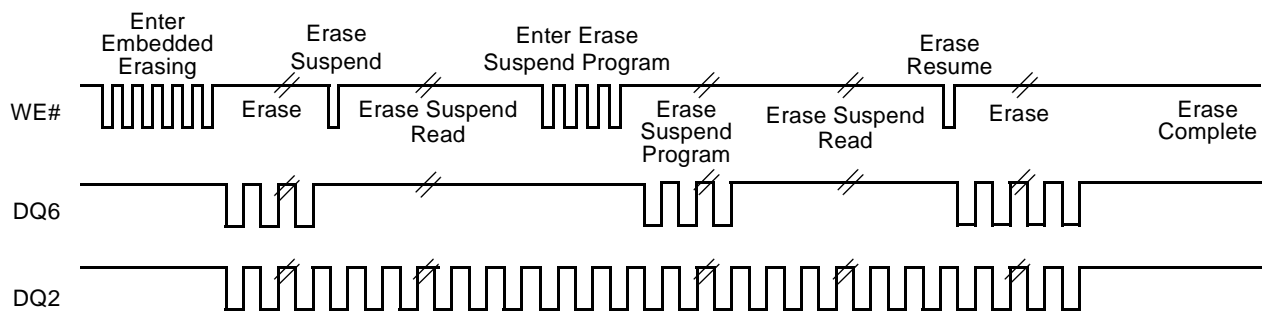 Enter
Embedded
Erasing
Erase
Suspend
Enter Erase
Suspend Program
Erase
Resume
WE#
Erase
Erase Suspend
Read
Erase
Suspend
Program
Erase Suspend
Read
Erase
Erase
Complete
DQ6
DQ2